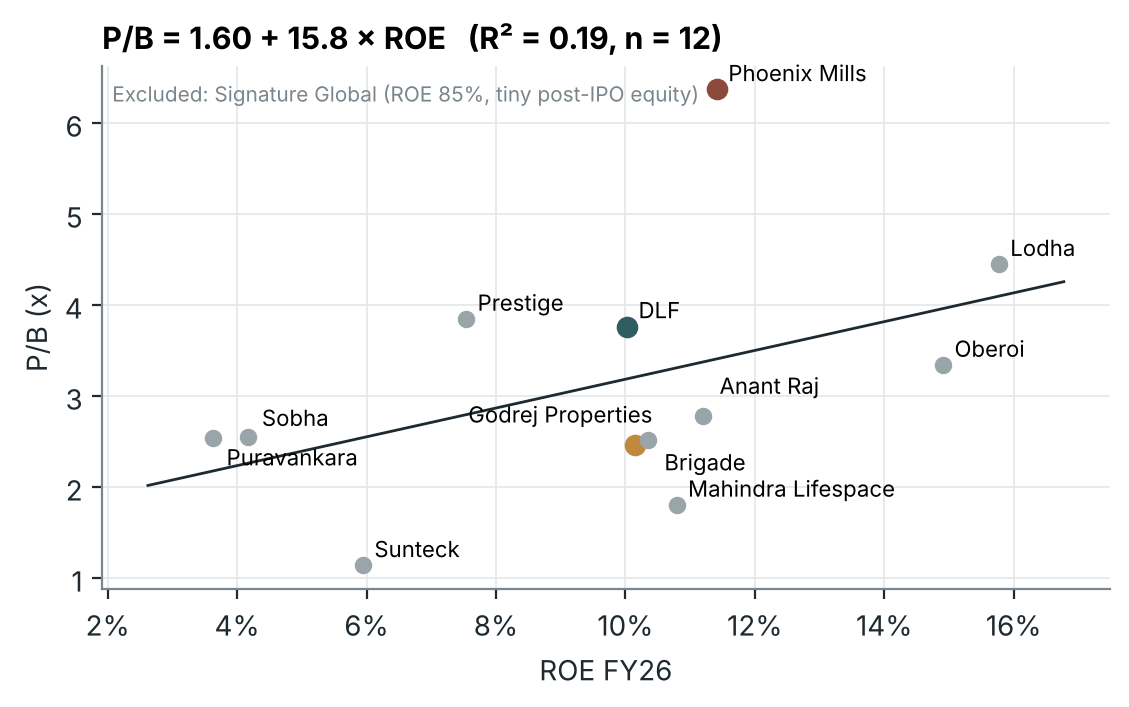 P/B = 1.60 + 15.8 × ROE (R² = 0.19, n = 12)
Phoenix Mills
Excluded: Signature Global (ROE 85%, tiny post-IPO equity)
6
5
Lodha
4
Prestige
DLF
P/B (x)
Oberoi
3
Anant Raj
Godrej Properties
Sobha
Puravankara
Brigade
2
Mahindra Lifespace
Sunteck
1
2% 4% 6% 8% 10% 12% 14% 16%
ROE FY26